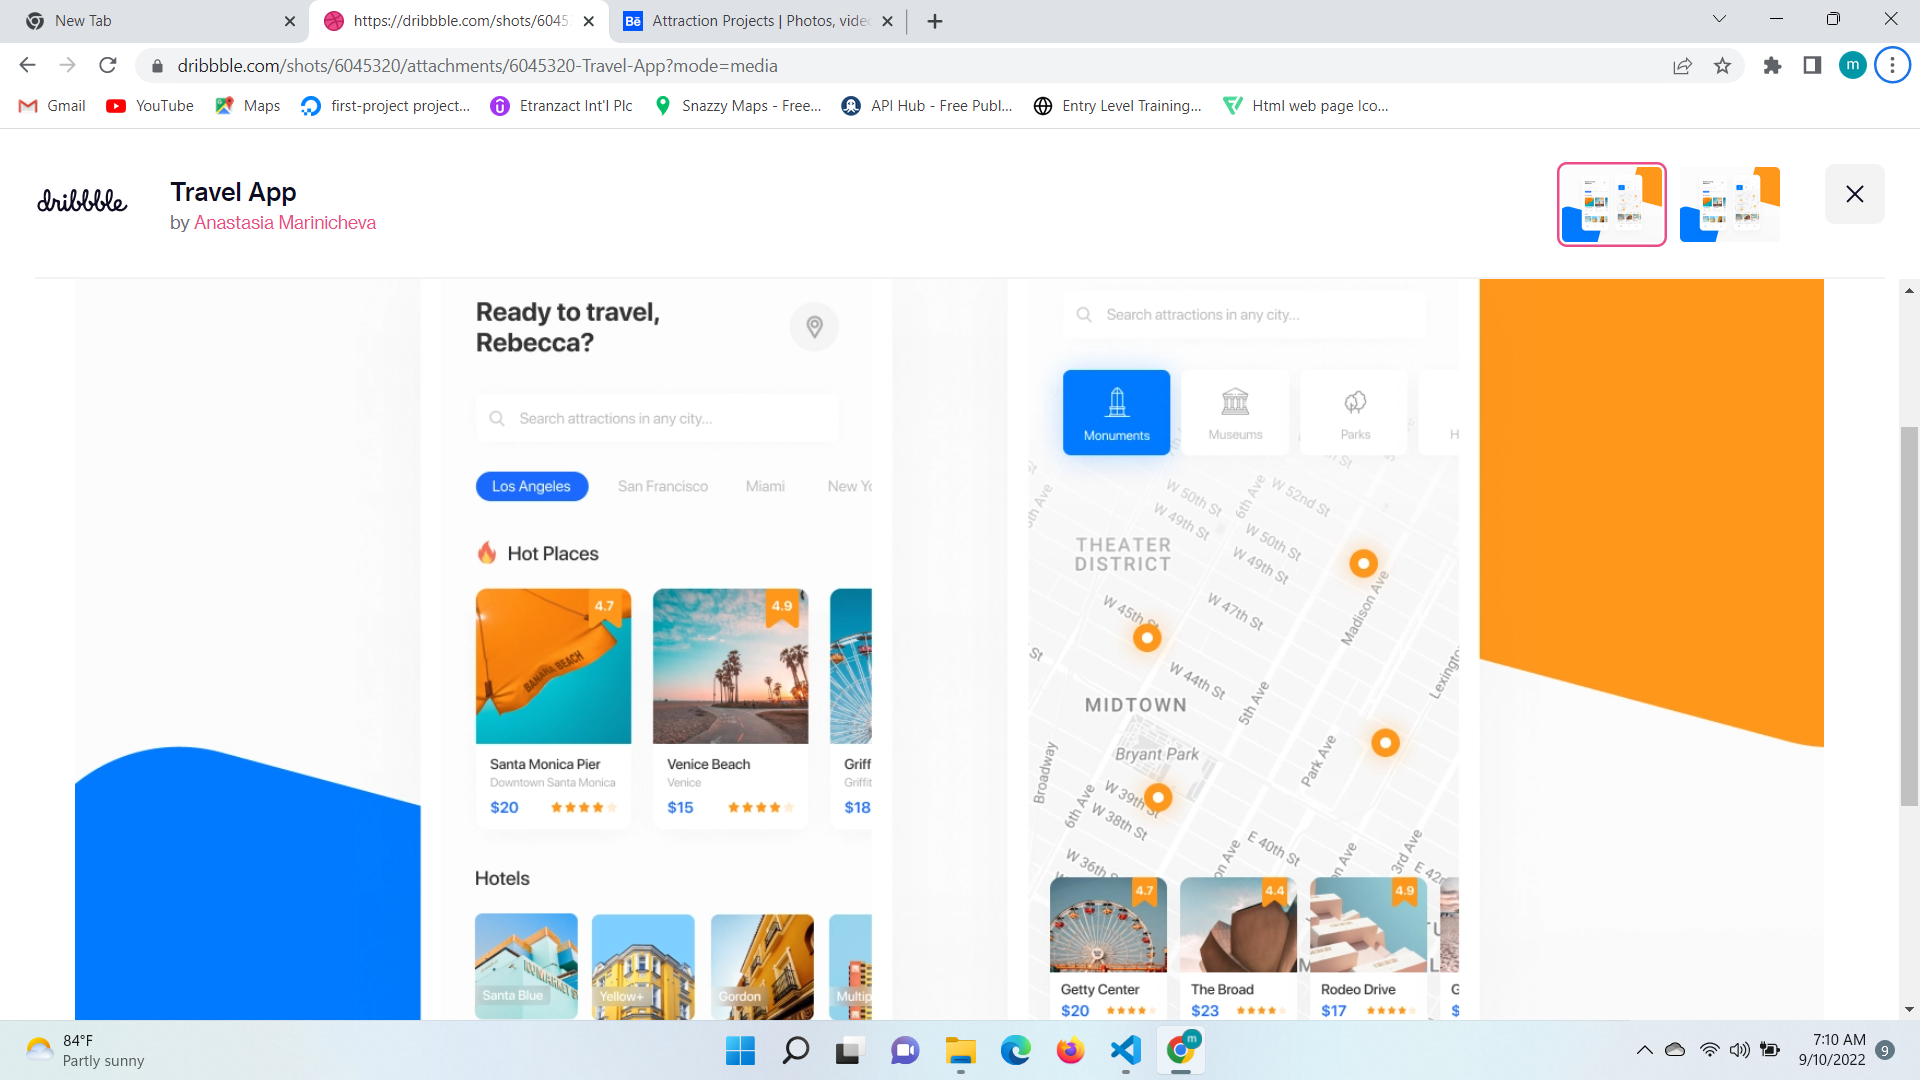 New Tab
https://dribbble.com/shots/6045
Attraction Projects | Photos, vide
dribbble.com/shots/6045320/attachments/6045320-Travel-App?mode=media
m
Gmail
YouTube
Maps
first-project project...
Etranzact Int'l Plc
Snazzy Maps - Free...
API Hub - Free Publ...
Entry Level Training...
Html web page Ico...
dribbble
Travel App
by Anastasia Marinicheva
Ready to travel,
Rebecca?
Search attractions in any city...
Los Angeles
San Francisco
Miami
New Yo
Hot Places
4.7
BANANA BEACH
4.9
Santa Monica Pier
Downtown Santa Monica
$20
Venice Beach
Venice
$15
Griff
Griffit
$18
Hotels
Santa Blue
Yellow+
Gordon
Multip
Search attractions in any city...
Monuments
Museums
Parks
H
W 50th St
6th Ave
W 52nd St
W 49th St
W 50th St
W 49th St
THEATER
DISTRICT
W 45th St
W 47th St
Madison Ave
W 44th St
Lexingto
MIDTOWN
5th Ave
Bryant Park
Broadway
Park Ave
W 39th St
6th Ave
W 38th St
E 40th St
3rd Ave
E 42
W 36th
4.7
4.4
4.9
Getty Center
$20
The Broad
$23
Rodeo Drive
$17
G
$
84°F
Partly sunny
m
7:10 AM
9/10/2022
9